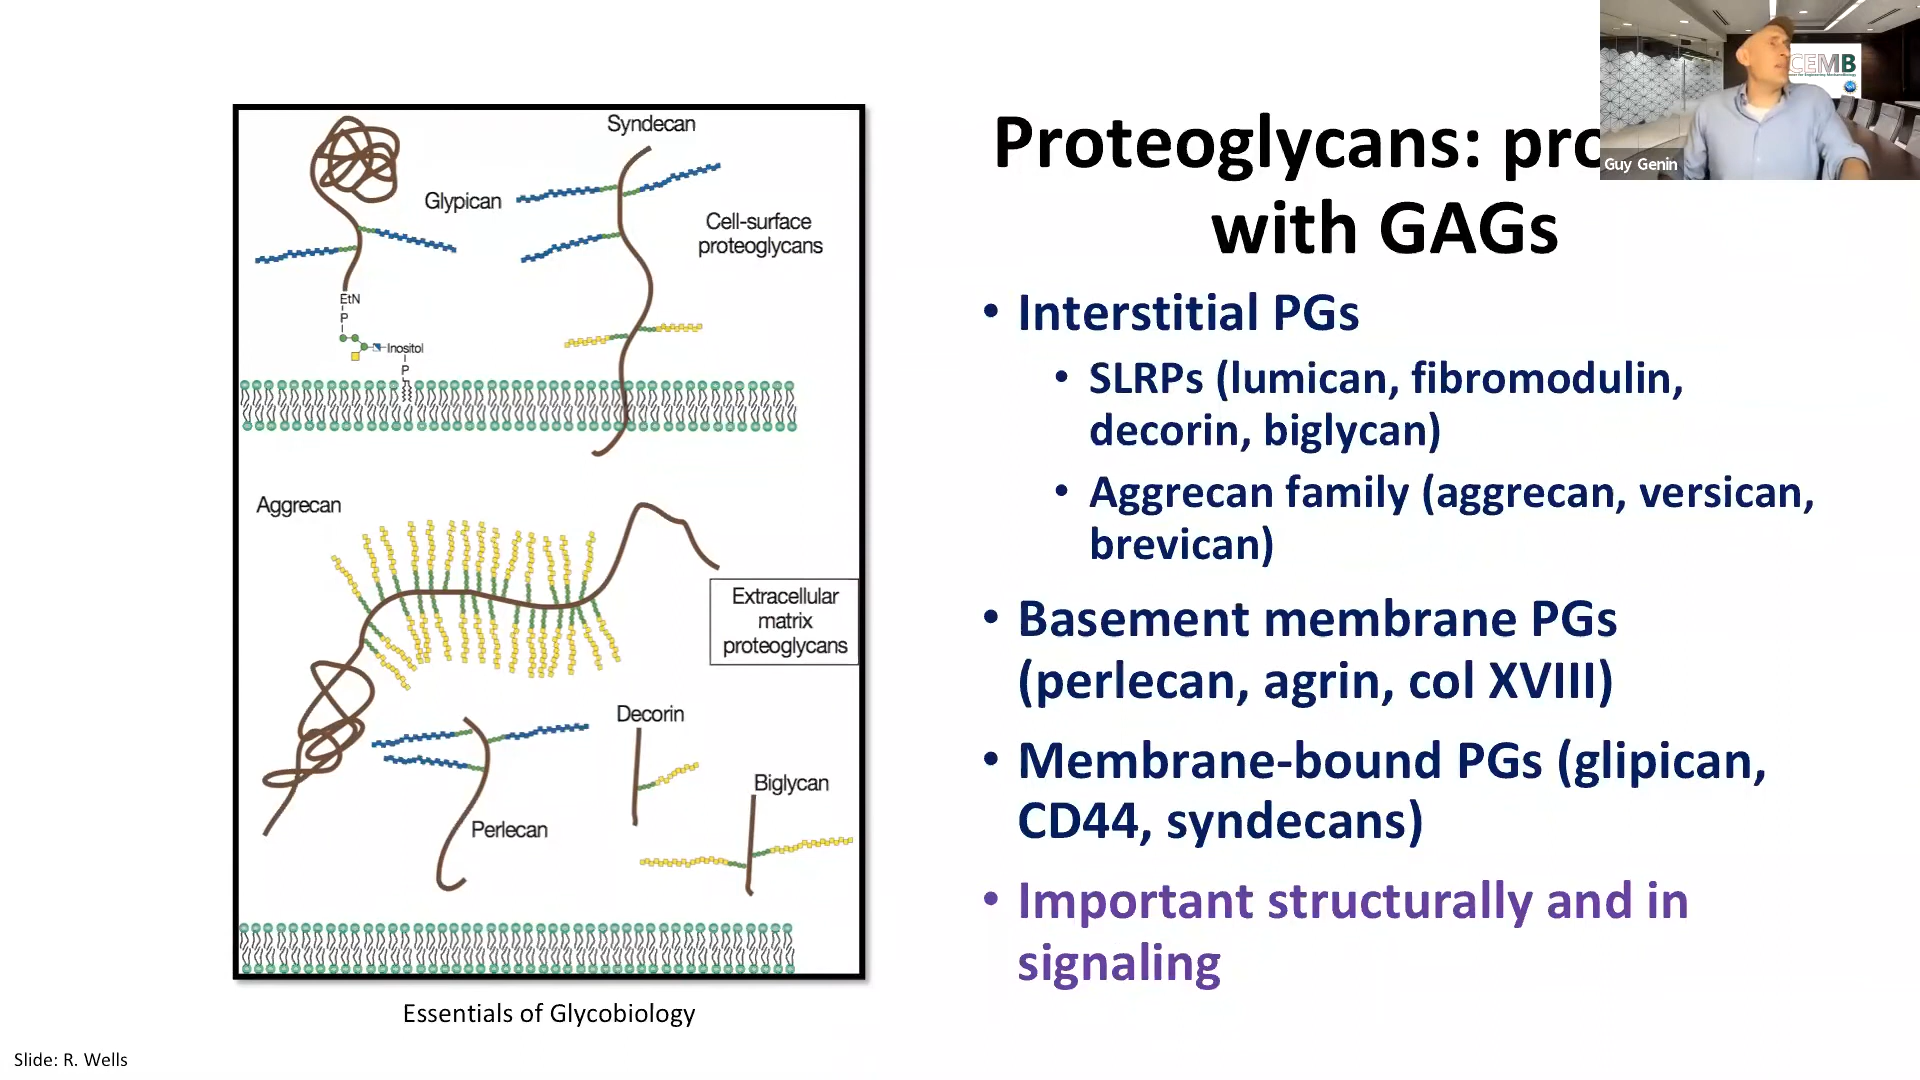 Proteoglycans: pro
with GAGs
• Interstitial PGs
• SLRPs (lumican, fibromodulin,
decorin, biglycan)
• Aggrecan family (aggrecan, versican,
brevican)
• Basement membrane PGs
(perlecan, agrin, col XVIII)
• Membrane-bound PGs (glipican,
CD44, syndecans)
• Important structurally and in
signaling
Syndecan
Glypican
Cell-surface
proteoglycans
EtN
P
Inositol
P
Aggrecan
Extracellular
matrix
proteoglycans
Decorin
Biglycan
Perlecan
Essentials of Glycobiology
Slide: R. Wells
CEMB
Guy Genin